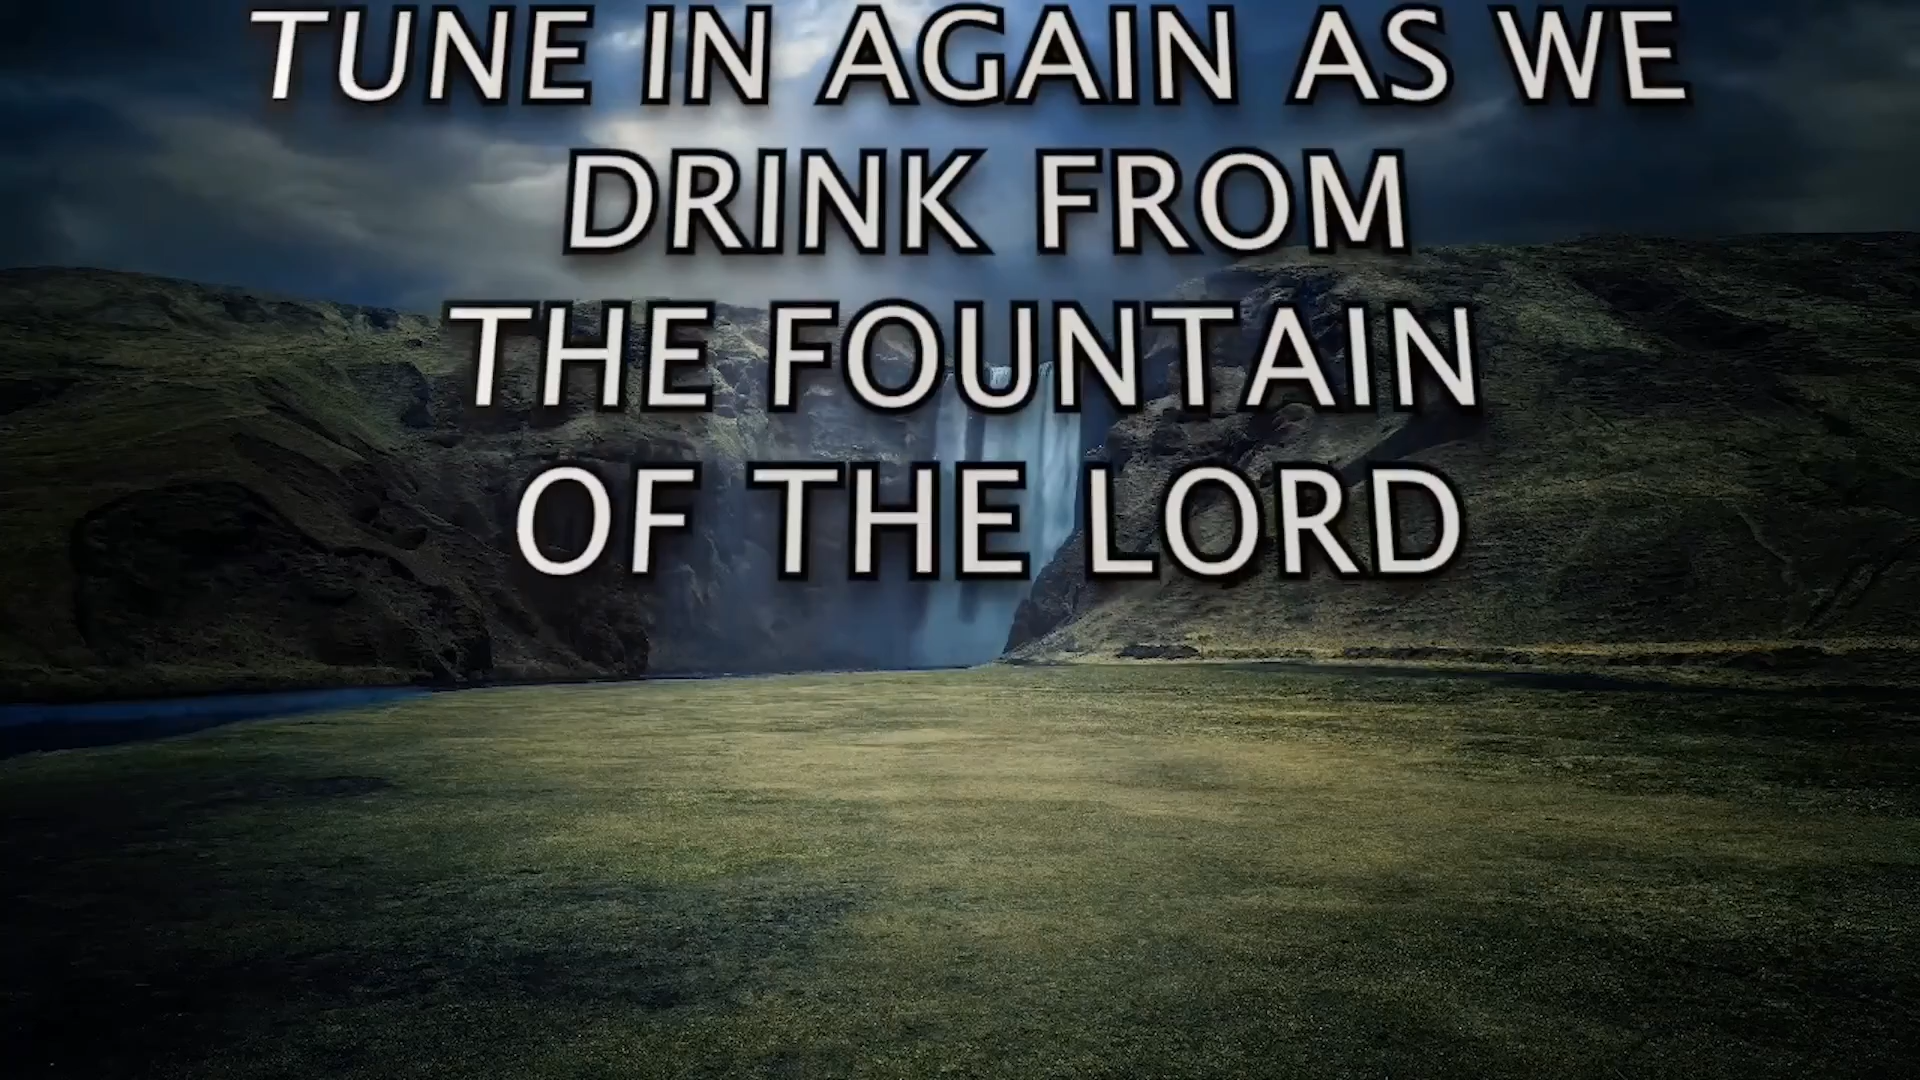 TUNE IN AGAIN AS WE
DRINK FROM
THE FOUNTAIN
OF THE LORD